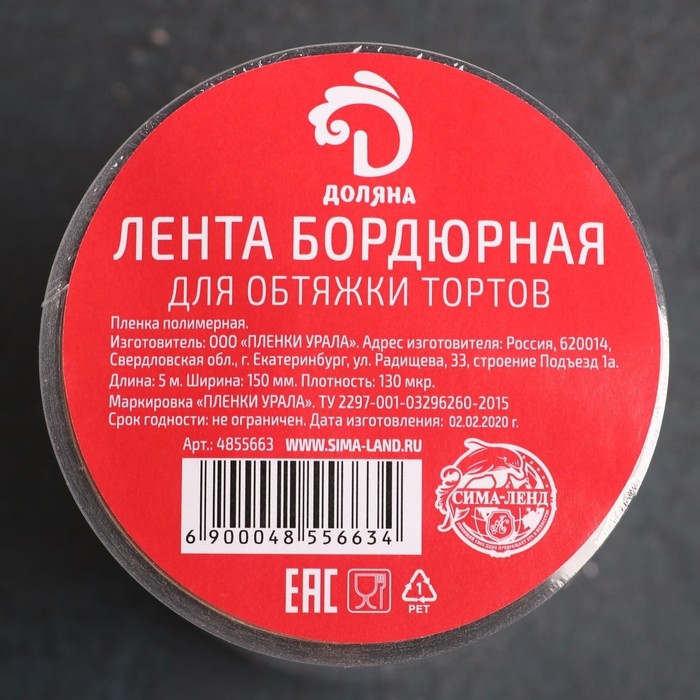 ДОЛЯНА
ЛЕНТА БОРДЮРНАЯ
ДЛЯ ОБТЯЖКИ ТОРТОВ
Пленка полимерная.
Изготовитель: ООО «ПЛЕНКИ УРАЛА». Адрес изготовителя: Россия, 620014,
Свердловская обл., г. Екатеринбург, ул. Радищева, 33, строение Подъезд 1а.
Длина: 5 м. Ширина: 150 мм. Плотность: 130 мкр.
Маркировка «ПЛЕНКИ УРАЛА». ТУ 2297-001-03296260-2015
Срок годности: не ограничен. Дата изготовления: 02.02.2020 г.
Арт.: 4855663 WWW.SIMA-LAND.RU
СИМА-ЛЕНД
6 900048 556634
ЕАС
1
PET